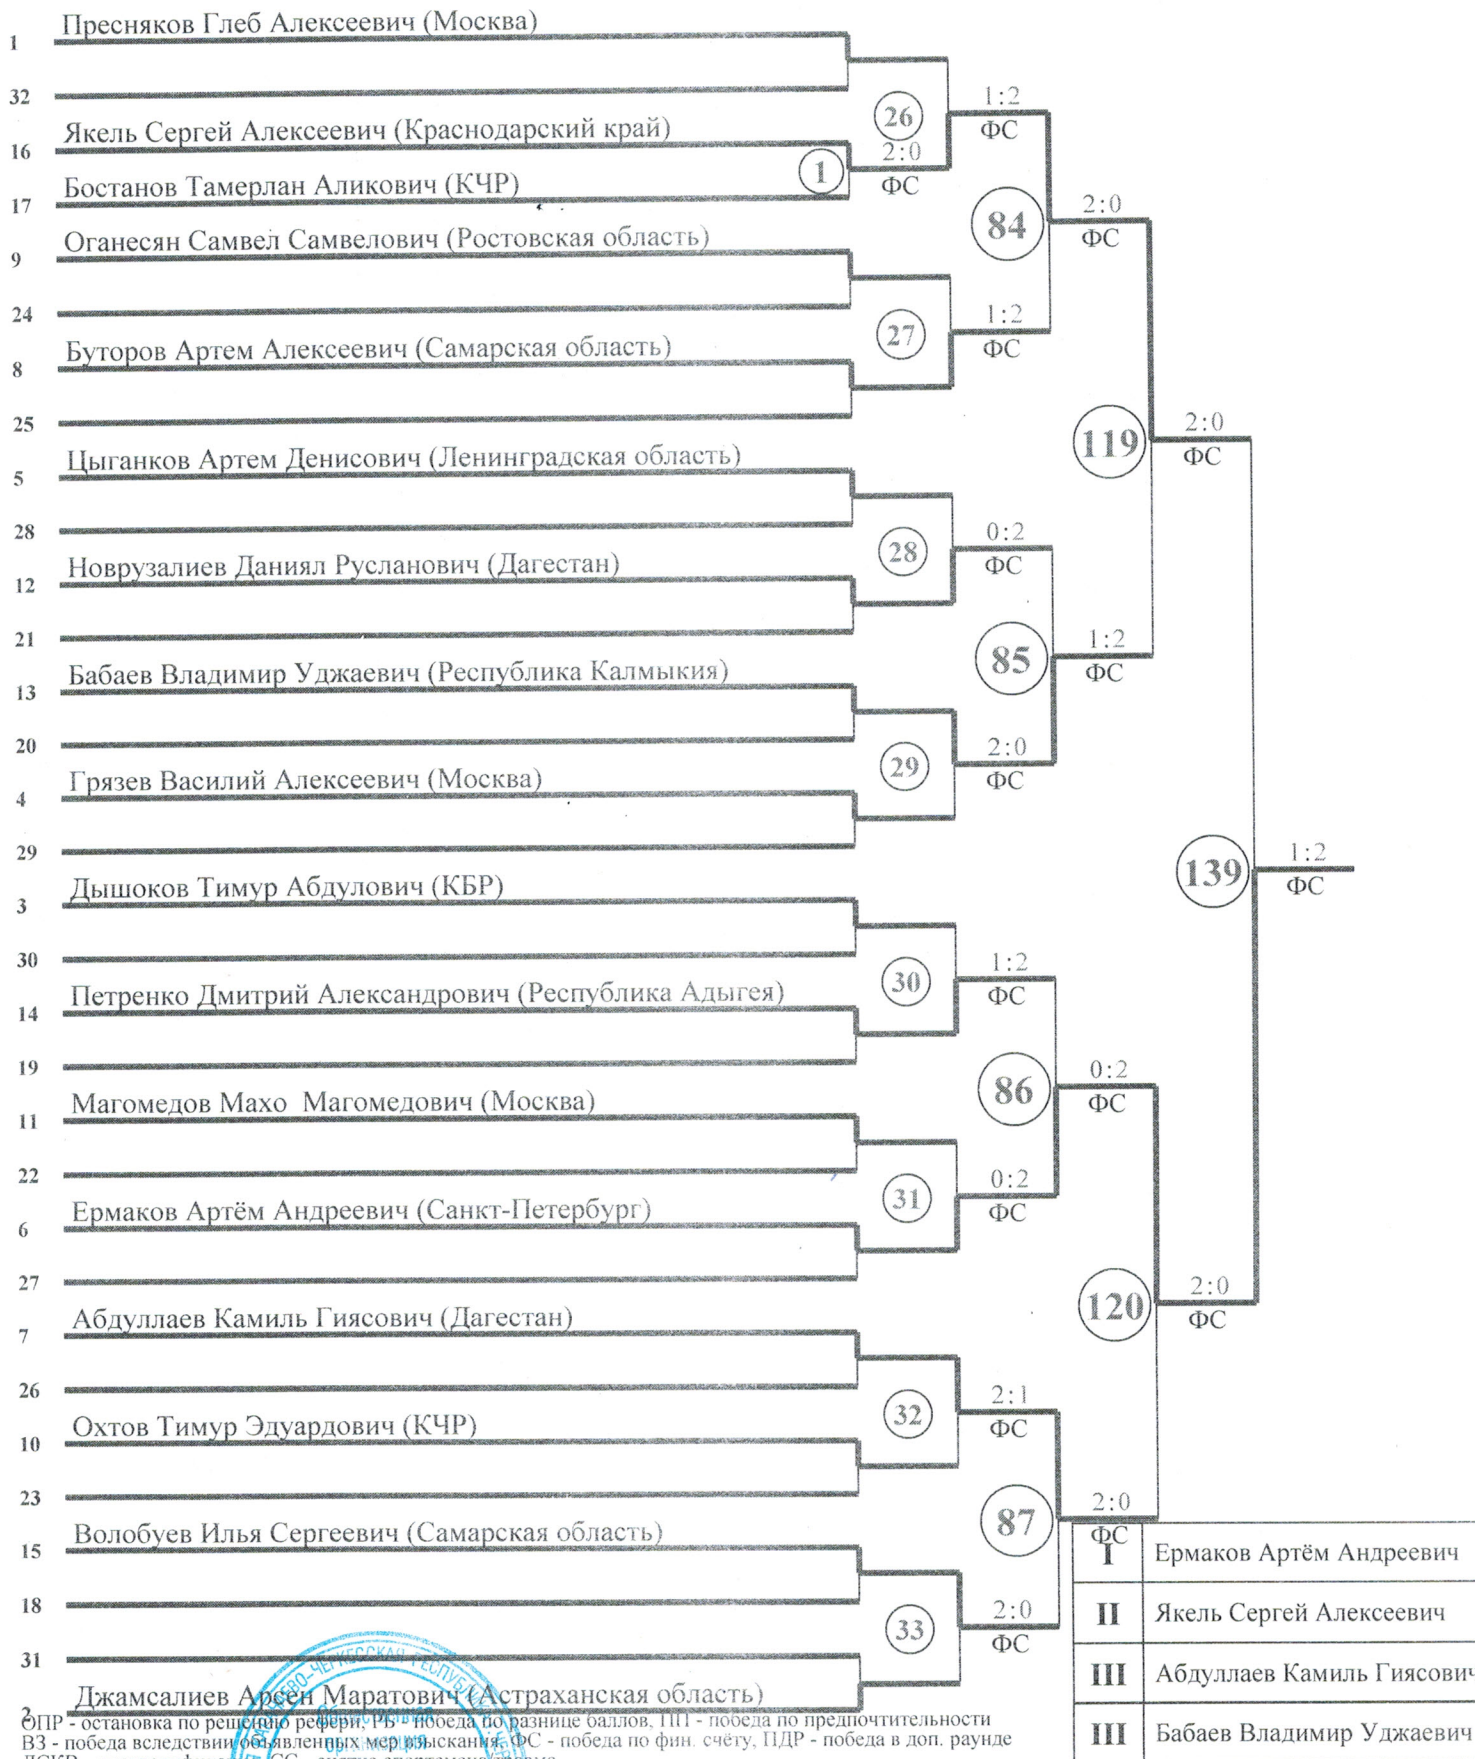 1 Пресняков Глеб Алексеевич (Москва)
32
1:2
26
ФС
16 Якель Сергей Алексеевич (Краснодарский край)
2:0
1
ФС
17 Бостанов Тамерлан Аликович (КЧР)
2:0
84
ФС
9 Оганесян Самвел Самвелович (Ростовская область)
24
1:2
27
ФС
8 Буторов Артем Алексеевич (Самарская область)
25
2:0
119
ФС
5 Цыганков Артем Денисович (Ленинградская область)
28
0:2
28
ФС
12 Новрузалиев Даниял Русланович (Дагестан)
21
1:2
85
ФС
13 Бабаев Владимир Уджаевич (Республика Калмыкия)
20
2:0
29
ФС
4 Грязев Василий Алексеевич (Москва)
29
1:2
139
ФС
3 Дышоков Тимур Абдулович (КБР)
30
1:2
30
ФС
14 Петренко Дмитрий Александрович (Республика Адыгея)
19
0:2
86
ФС
11 Магомедов Махо Магомедович (Москва)
22
0:2
31
ФС
6 Ермаков Артём Андреевич (Санкт-Петербург)
27
2:0
120
ФС
7 Абдуллаев Камиль Гиясович (Дагестан)
26
2:1
32
ФС
10 Охтов Тимур Эдуардович (КЧР)
23
2:0
87
ФС
15 Волобуев Илья Сергеевич (Самарская область)
18
2:0
33
ФС
31
2 Джамсалиев Арсен Маратович (Астраханская область)
I Ермаков Артём Андреевич
II Якель Сергей Алексеевич
III Абдуллаев Камиль Гиясович
III Бабаев Владимир Уджаевич
ОПР - остановка по решению рефери, РБ - победа по разнице баллов, ПП - победа по предпочтительности
ВЗ - победа вследствии объявленных мер взыскания, ФС - победа по фин. счёту, ПДР - победа в доп. раунде